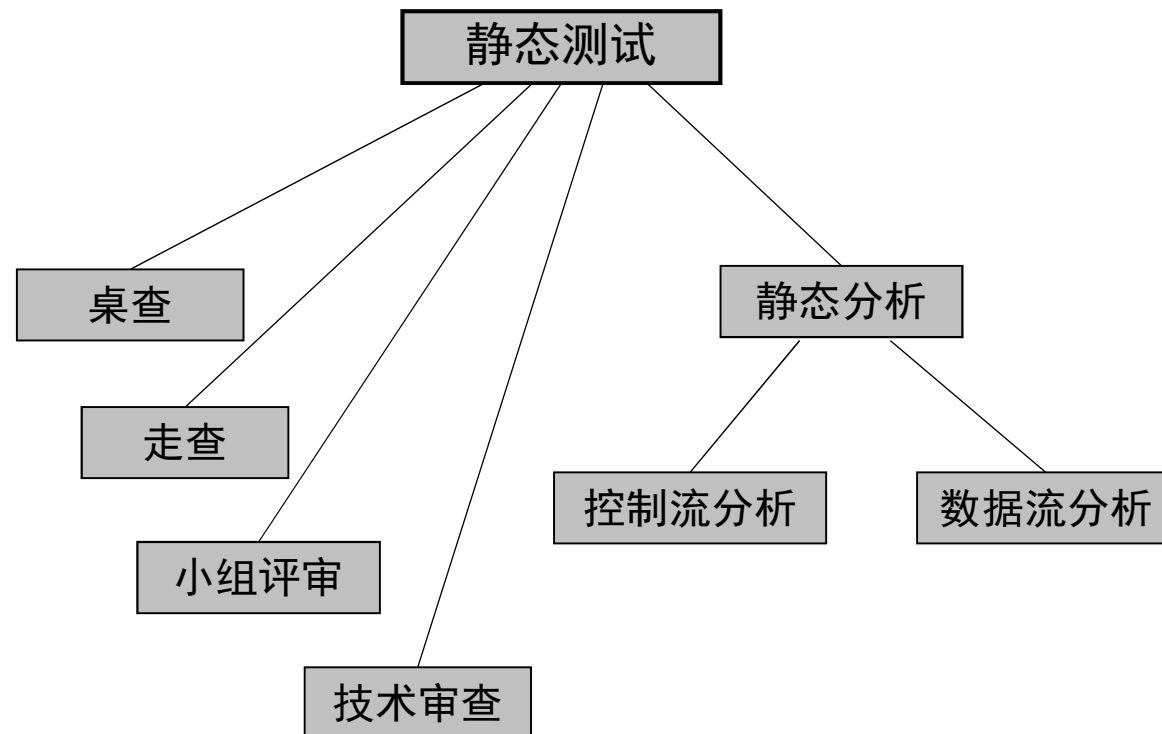 静态测试
桌查
静态分析
走查
控制流分析
数据流分析
小组评审
技术审查